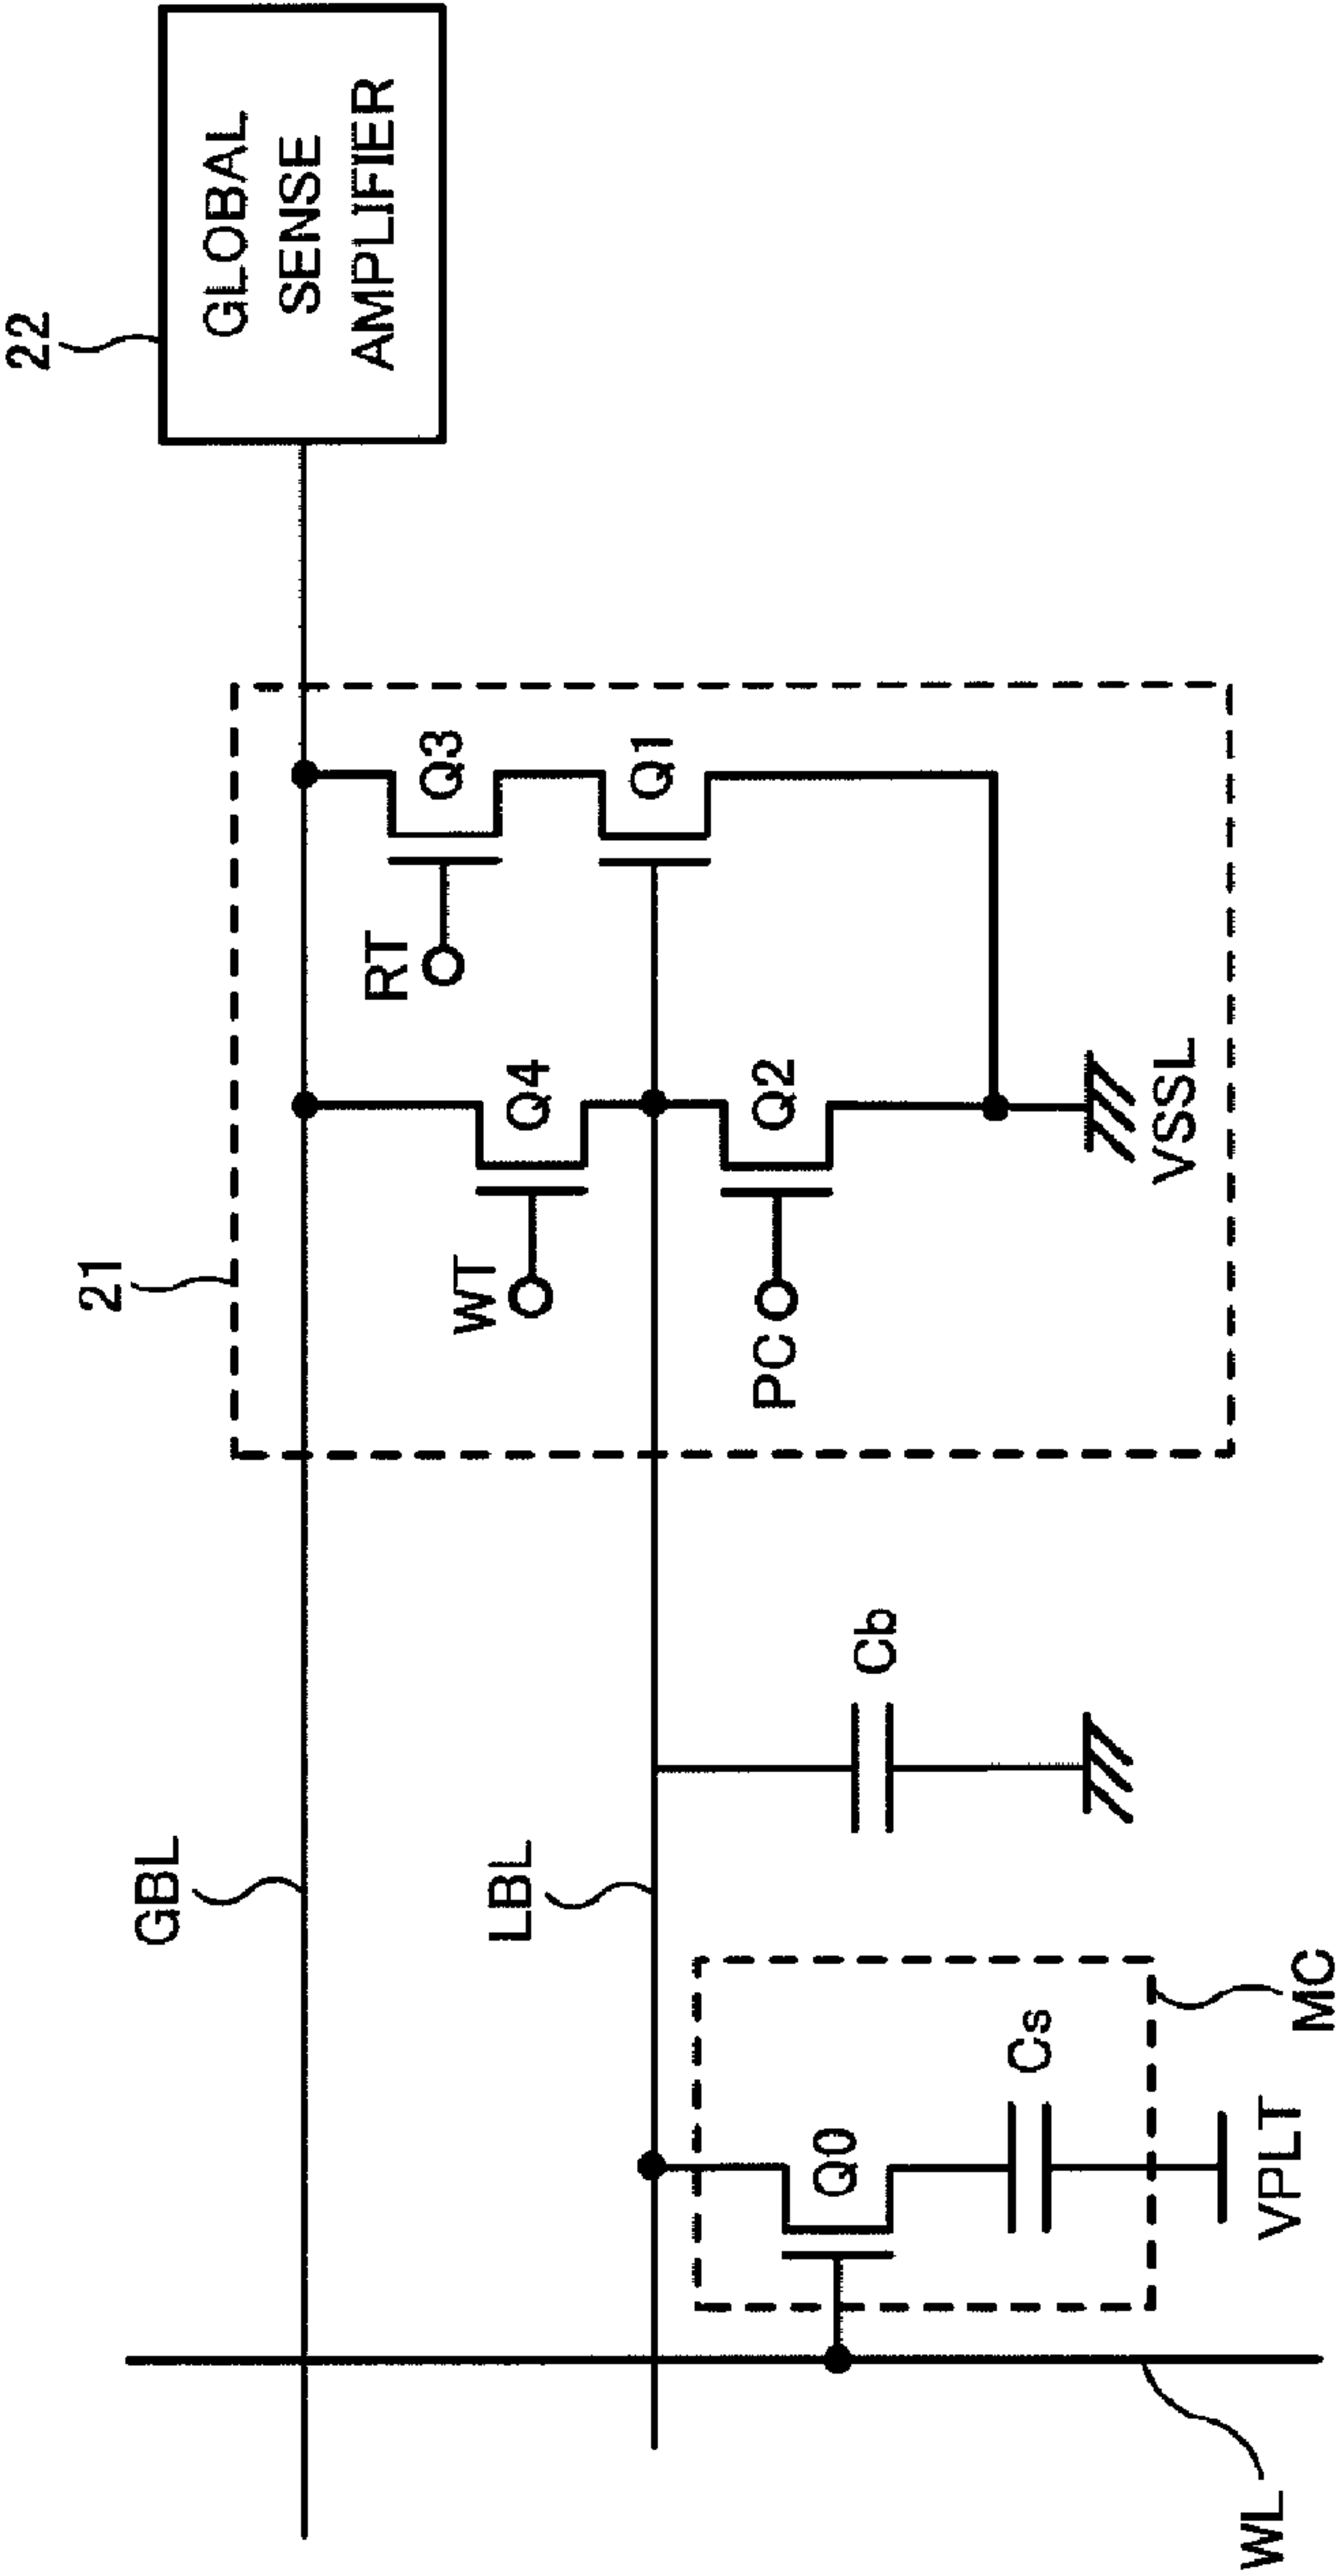 22
GLOBAL
SENSE
AMPLIFIER
21
GBL
LBL
RT
Q3
Q1
WT
Q4
PC
Q2
VSSL
Cb
Q0
Cs
MC
VPLT
WL